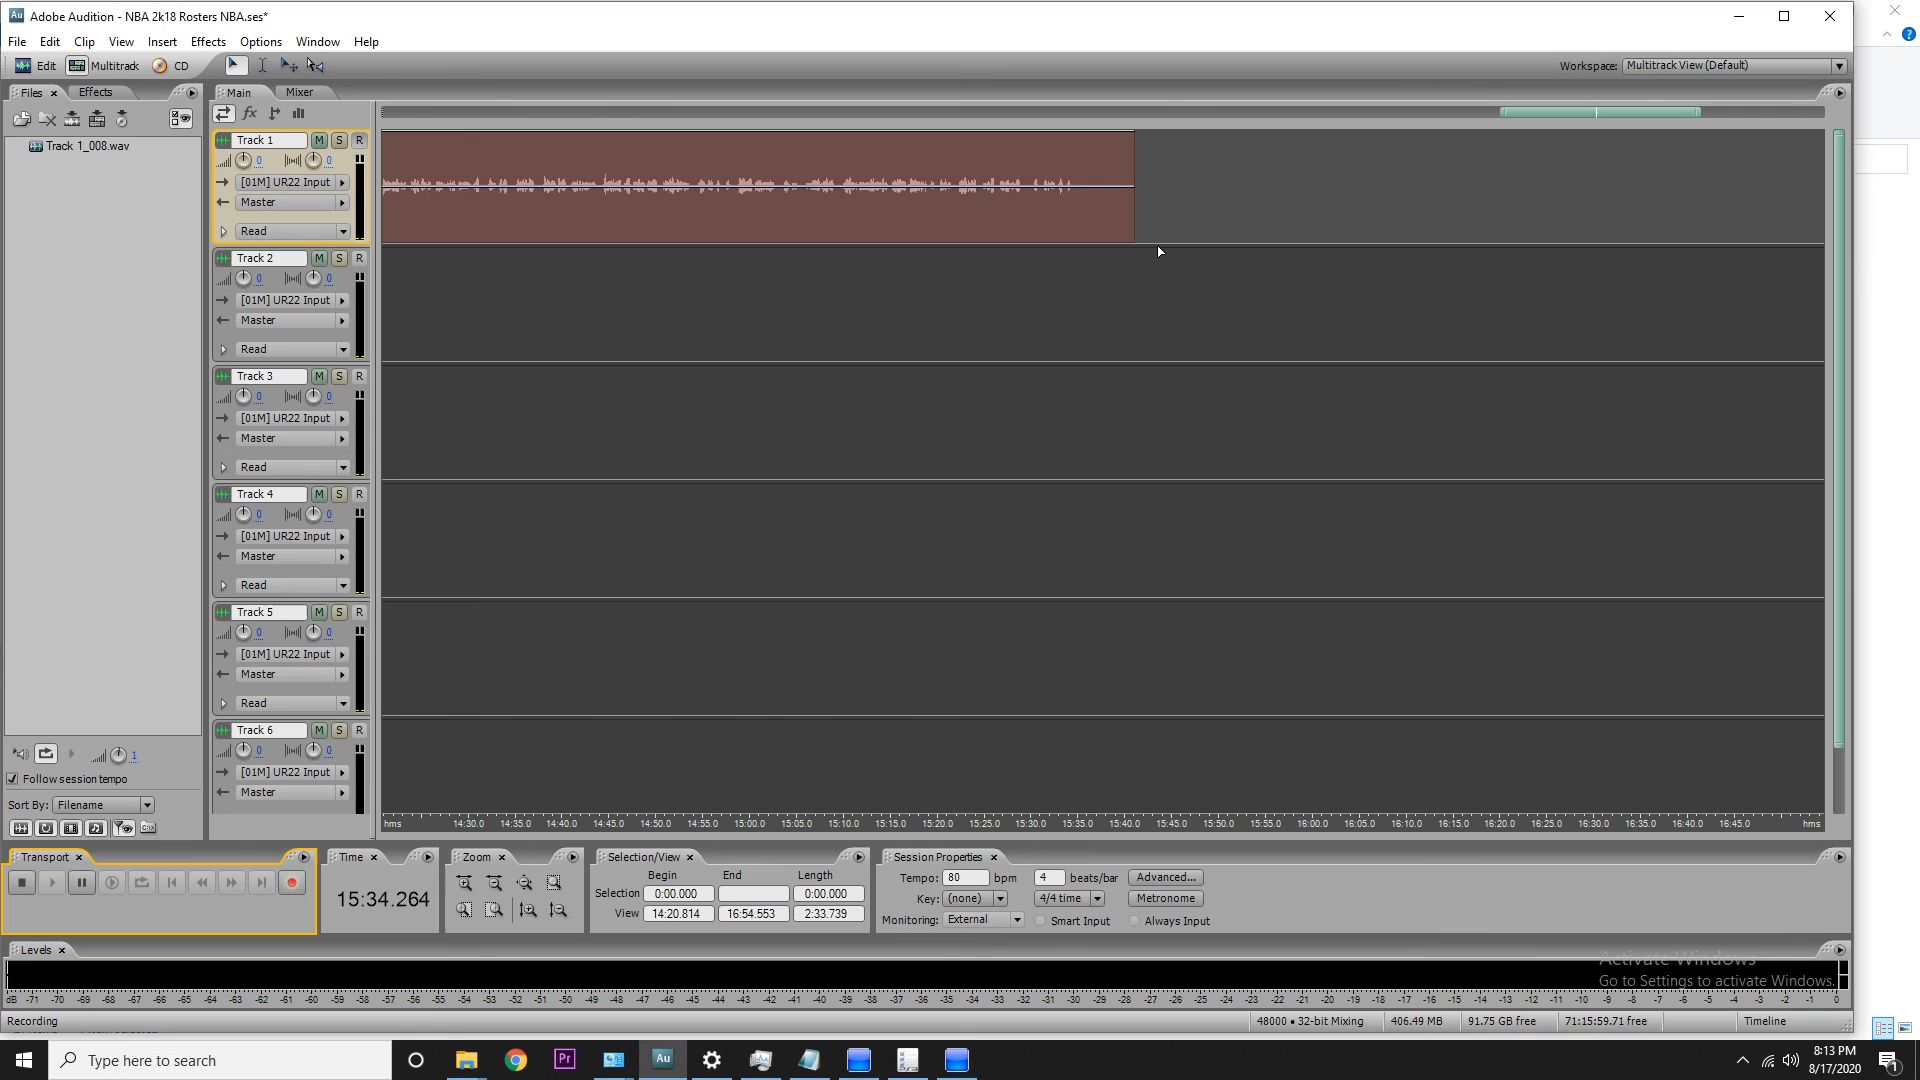 Adobe Audition - NBA 2k18 Rosters NBA.ses*
File Edit Clip View Insert Effects Options Window Help
Edit Multitrack CD
Workspace: Multitrack View (Default)
Files Effects
Main Mixer
Track 1_008.wav
Track 1 M S R
0 0
[01M] UR22 Input
Master
Read
Track 2 M S R
0 0
[01M] UR22 Input
Master
Read
Track 3 M S R
0 0
[01M] UR22 Input
Master
Read
Track 4 M S R
0 0
[01M] UR22 Input
Master
Read
Track 5 M S R
0 0
[01M] UR22 Input
Master
Read
Track 6 M S R
0 0
[01M] UR22 Input
Master
1
Follow session tempo
Sort By: Filename
hms 14:30.0 14:35.0 14:40.0 14:45.0 14:50.0 14:55.0 15:00.0 15:05.0 15:10.0 15:15.0 15:20.0 15:25.0 15:30.0 15:35.0 15:40.0 15:45.0 15:50.0 15:55.0 16:00.0 16:05.0 16:10.0 16:15.0 16:20.0 16:25.0 16:30.0 16:35.0 16:40.0 16:45.0 hms
Transport Time Zoom Selection/View Session Properties
15:34.264
Begin End Length
Selection 0:00.000 0:00.000
View 14:20.814 16:54.553 2:33.739
Tempo: 80 bpm 4 beats/bar Advanced...
Key: (none) 4/4 time Metronome
Monitoring: External Smart Input Always Input
Levels
Activate Windows
Go to Settings to activate Windows.
dB -71 -70 -69 -68 -67 -66 -65 -64 -63 -62 -61 -60 -59 -58 -57 -56 -55 -54 -53 -52 -51 -50 -49 -48 -47 -46 -45 -44 -43 -42 -41 -40 -39 -38 -37 -36 -35 -34 -33 -32 -31 -30 -29 -28 -27 -26 -25 -24 -23 -22 -21 -20 -19 -18 -17 -16 -15 -14 -13 -12 -11 -10 -9 -8 -7 -6 -5 -4 -3 -2 -1 0
Recording
48000 • 32-bit Mixing 406.49 MB 91.75 GB free 71:15:59.71 free Timeline
Type here to search
Pr
Au
8:13 PM
8/17/2020
1